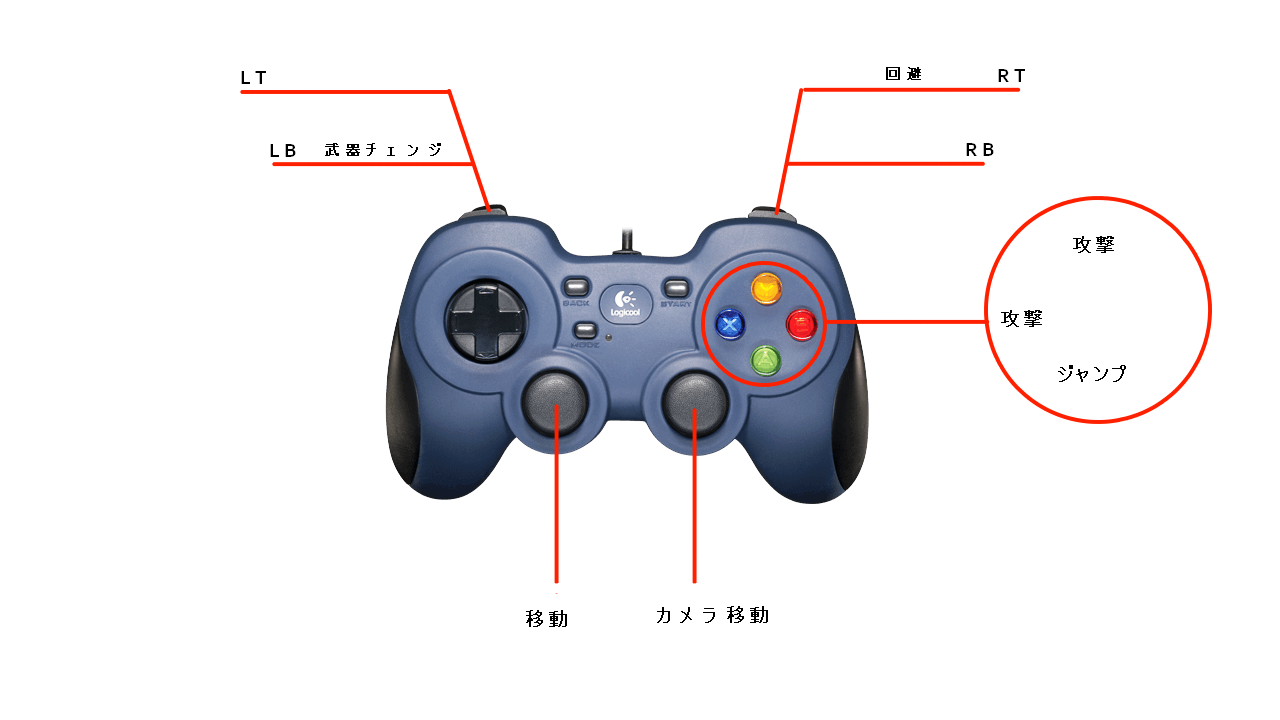 LT
回避 RT
LB 武器チェンジ
RB
攻撃
攻撃
ジャンプ
BACK
Logicool
START
MODE
X
A
移動
カメラ移動